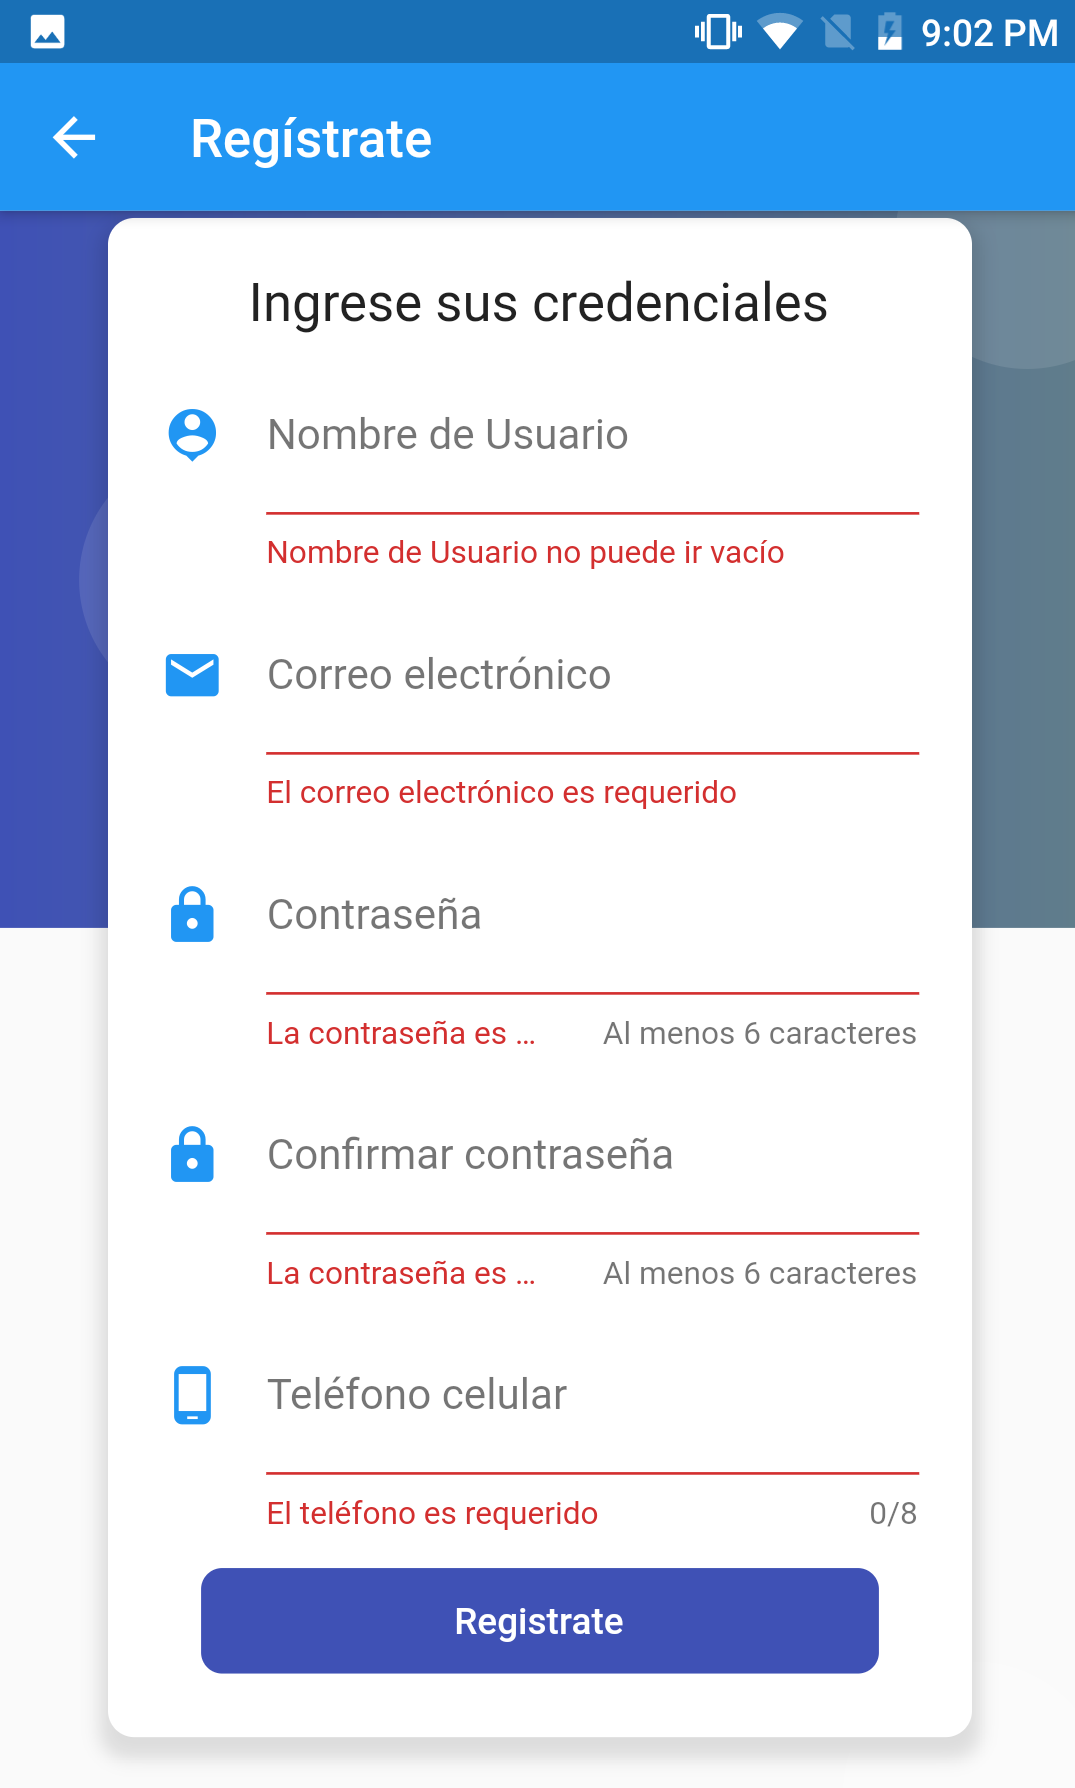 9:02 PM
Regístrate
Ingrese sus credenciales
Nombre de Usuario
Nombre de Usuario no puede ir vacío
Correo electrónico
El correo electrónico es requerido
Contraseña
La contraseña es ... Al menos 6 caracteres
Confirmar contraseña
La contraseña es ... Al menos 6 caracteres
Teléfono celular
El teléfono es requerido 0/8
Registrate